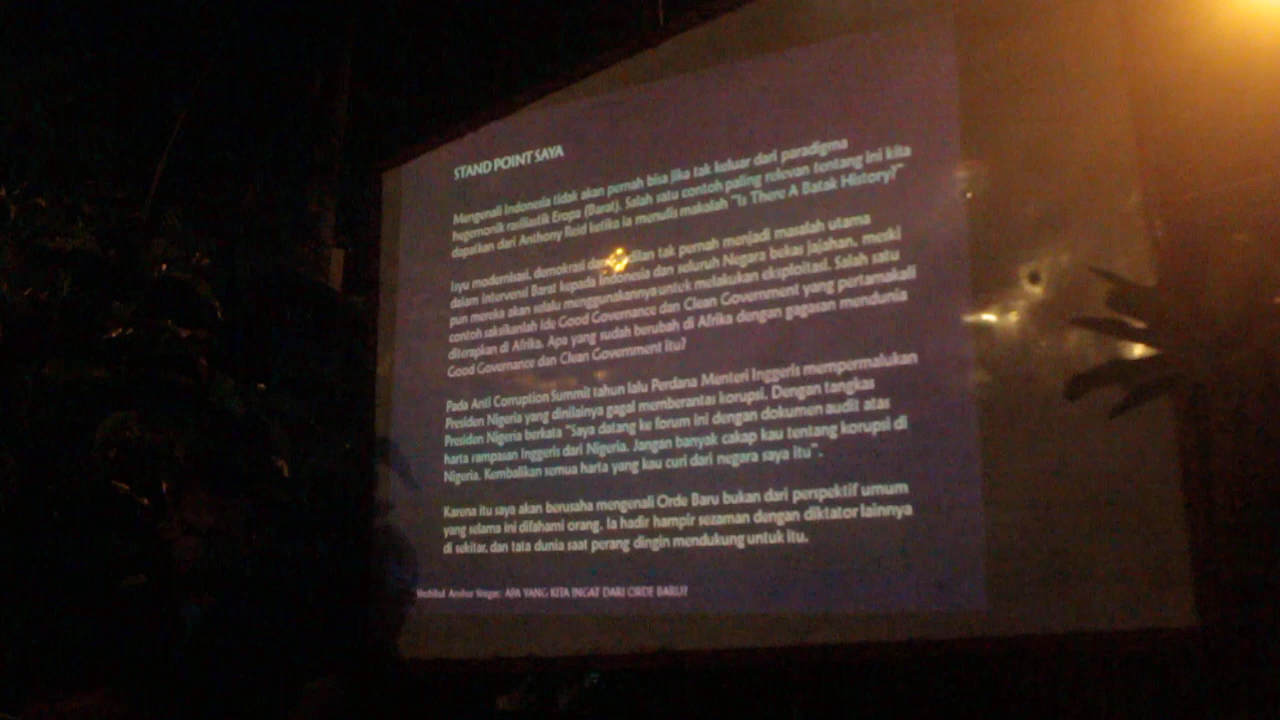 STAND POINT SAYA
Mengenali Indonesia tidak akan pernah bisa jika tak keluar dari paradigma
hegemonik rasilistik Eropa (Barat). Salah satu contoh paling relevan tentang ini kita
dapatkan dari Anthony Reid ketika ia menulis makalah "Is There A Batak History?"
Isyu modernisasi, demokrasi dan tak pernah menjadi masalah utama
dalam intervensi Barat kepada Indonesia dan seluruh Negara bekas jajahan, meski
pun mereka akan selalu menggunakannya untuk melakukan eksploitasi. Salah satu
contoh saksikanlah ide Good Governance dan Clean Government yang pertamakali
diterapkan di Afrika. Apa yang sudah berubah di Afrika dengan gagasan mendunia
Good Governance dan Clean Government itu?
Pada Anti Corruption Summit tahun lalu Perdana Menteri Inggeris mempermalukan
Presiden Nigeria yang dinilainya gagal memberantas korupsi. Dengan tangkas
Presiden Nigeria berkata "Saya datang ke forum ini dengan dokumen audit atas
harta rampasan Inggeris dari Nigeria. Jangan banyak cakap kau tentang korupsi di
Nigeria. Kembalikan semua harta yang kau curi dari negara saya itu".
Karena itu saya akan berusaha mengenali Orde Baru bukan dari perspektif umum
yang selama ini difahami orang. Ia hadir hampir sezaman dengan diktator lainnya
di sekitar, dan tata dunia saat perang dingin mendukung untuk itu.
Siregar: APA YANG KITA INGAT DARI ORDE BARU?